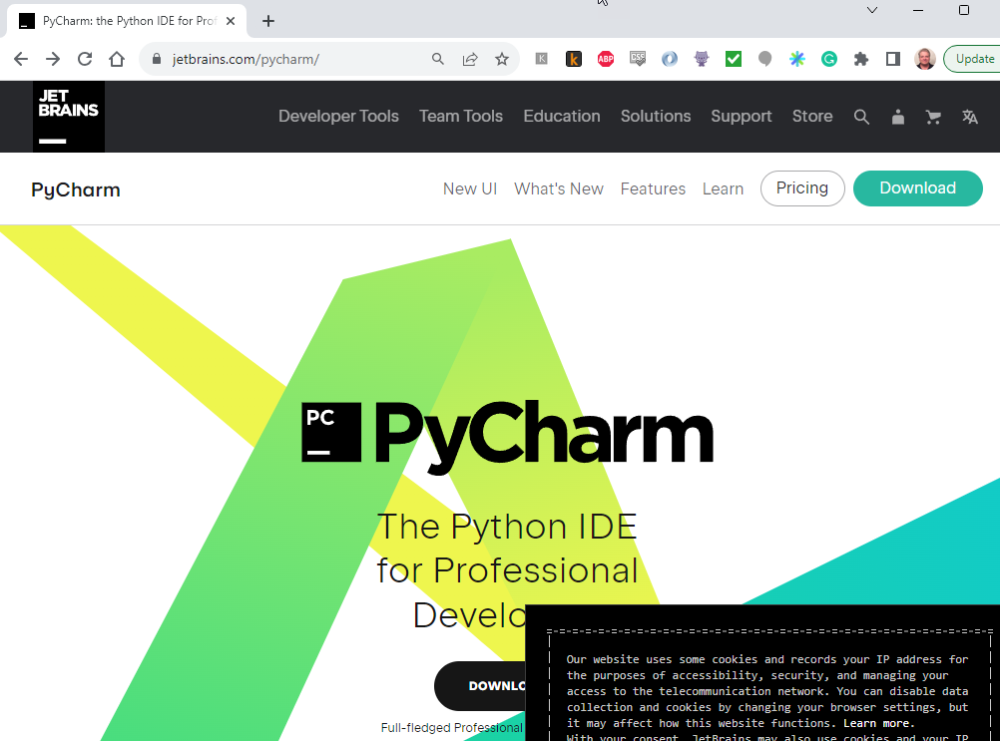 PyCharm: the Python IDE for Prof
jetbrains.com/pycharm/
K
k
ABP
CSS
G
Update
JET
BRAINS
Developer Tools Team Tools Education Solutions Support Store
PyCharm
New UI What's New Features Learn Pricing Download
PC
PyCharm
The Python IDE
for Professional
Develo
DOWNLO
Full-fledged Professional
Our website uses some cookies and records your IP address for
the purposes of accessibility, security, and managing your
access to the telecommunication network. You can disable data
collection and cookies by changing your browser settings, but
it may affect how this website functions. Learn more.
With your consent, JetBrains may also use cookies and your IP